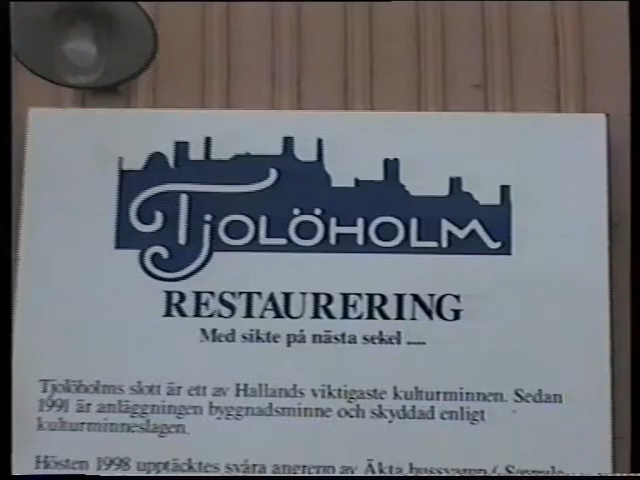 TJOLÖHOLM
RESTAURERING
Med sikte på nästa sekel ....
Tjolöholms slott är ett av Hallands viktigaste kulturminnen. Sedan
1991 är anläggningen byggnadsminne och skyddad enligt
kulturminneslagen.
Hösten 1998 upptäcktes svåra angrepp av Äkta hussvamp (